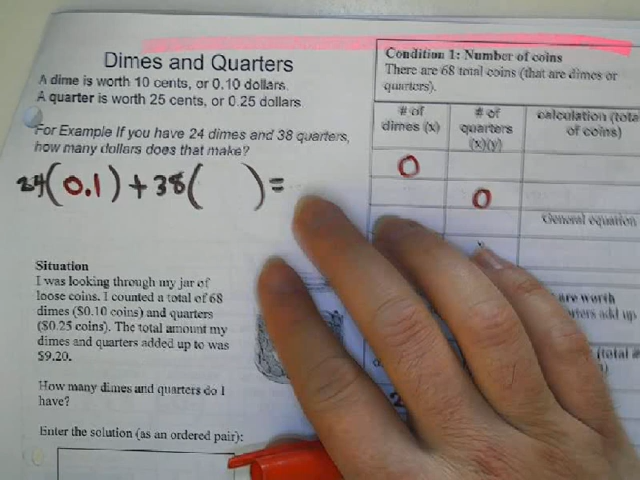 Dimes and Quarters
A dime is worth 10 cents, or 0.10 dollars.
A quarter is worth 25 cents, or 0.25 dollars
For Example If you have 24 dimes and 38 quarters,
how many dollars does that make?
24(0.1) + 38( ) =
Situation
I was looking through my jar of
loose coins. I counted a total of 68
dimes ($0.10 coins) and quarters
($0.25 coins). The total amount my
dimes and quarters added up to was
$9.20.
How many dimes and quarters do I
have?
Enter the solution (as an ordered pair):
Condition 1: Number of coins
There are 68 total coins (that are dimes or
quarters).
# of
dimes (x)
# of
quarters
(x)(y)
calculation (tota
of coins)
0
0
General equation
are worth
add up
(total